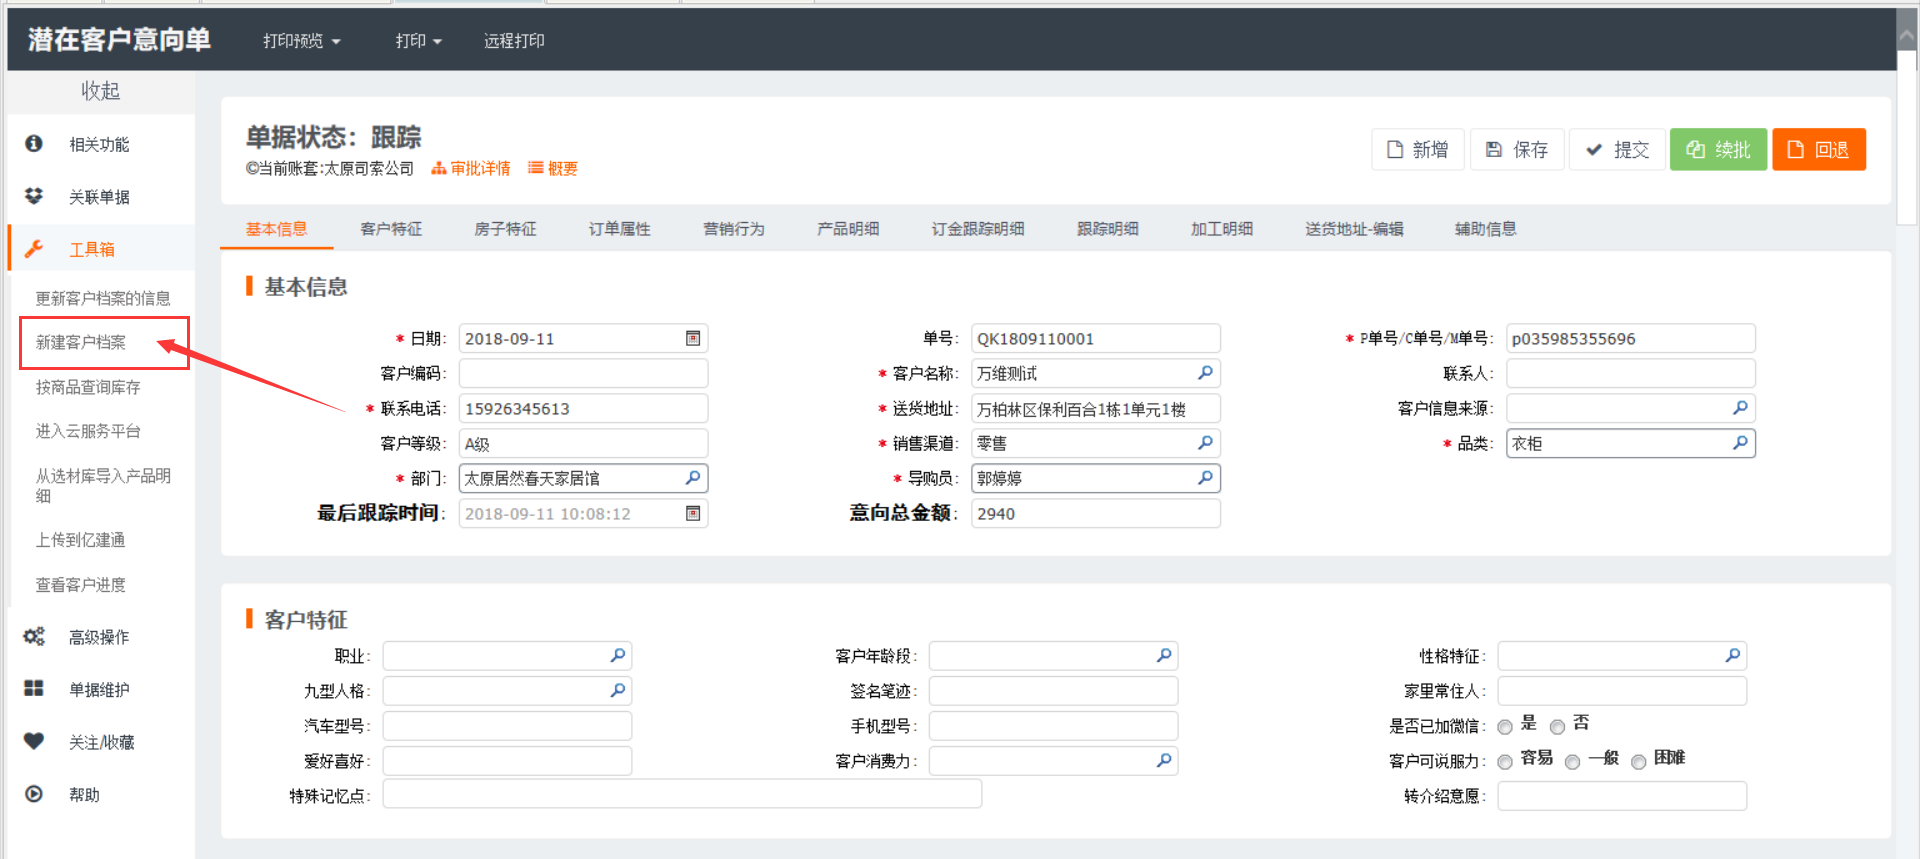 潜在客户意向单 打印预览 打印 远程打印
收起
相关功能
关联单据
工具箱
更新客户档案的信息
新建客户档案
按商品查询库存
进入云服务平台
从选材库导入产品明
细
上传到亿建通
查看客户进度
高级操作
单据维护
关注/收藏
帮助
单据状态：跟踪
©当前账套:太原司索公司 审批详情 概要
新增 保存 提交 续批 回退
基本信息 客户特征 房子特征 订单属性 营销行为 产品明细 订金跟踪明细 跟踪明细 加工明细 送货地址-编辑 辅助信息
基本信息
* 日期: 2018-09-11 单号: QK1809110001 * P单号/C单号/M单号: p035985355696
客户编码: * 客户名称: 万维测试 联系人:
* 联系电话: 15926345613 * 送货地址: 万柏林区保利百合1栋1单元1楼 客户信息来源:
客户等级: A级 * 销售渠道: 零售 * 品类: 衣柜
* 部门: 太原居然春天家居馆 * 导购员: 郭婷婷
最后跟踪时间: 2018-09-11 10:08:12 意向总金额: 2940
客户特征
职业: 客户年龄段: 性格特征:
九型人格: 签名笔迹: 家里常住人:
汽车型号: 手机型号: 是否已加微信: 是 否
爱好喜好: 客户消费力: 客户可说服力: 容易 一般 困难
特殊记忆点: 转介绍意愿: